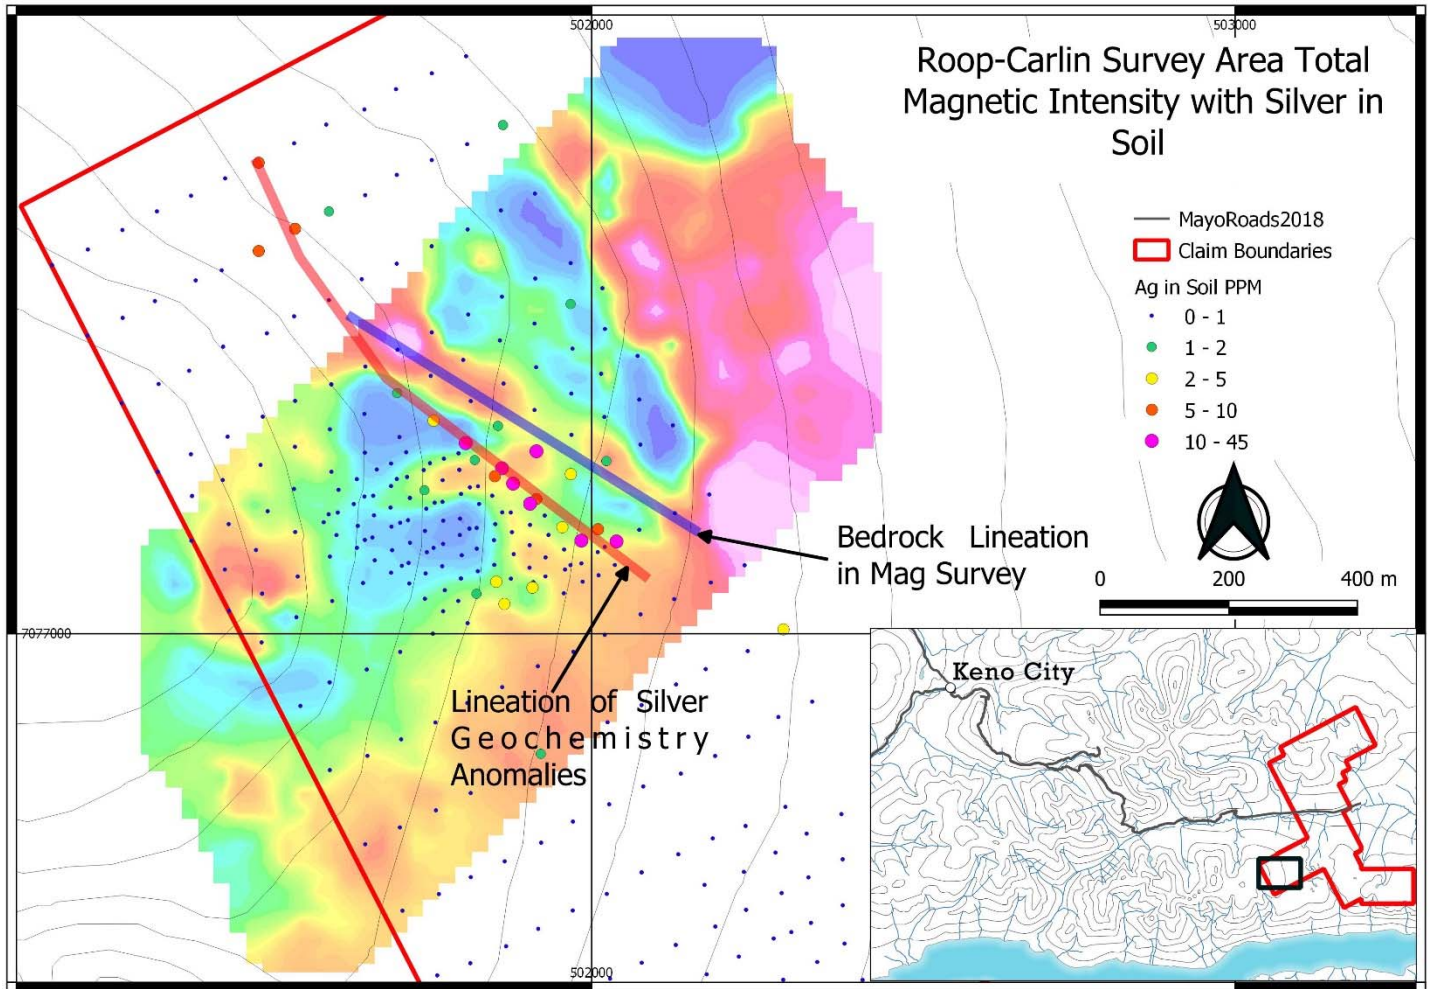 502000
503000
Roop-Carlin Survey Area Total
Magnetic Intensity with Silver in
Soil
MayoRoads2018
Claim Boundaries
Ag in Soil PPM
0 - 1
1 - 2
2 - 5
5 - 10
10 - 45
Bedrock Lineation
in Mag Survey
0 200 400 m
7077000
Keno City
Lineation of Silver
Geochemistry
Anomalies
502000